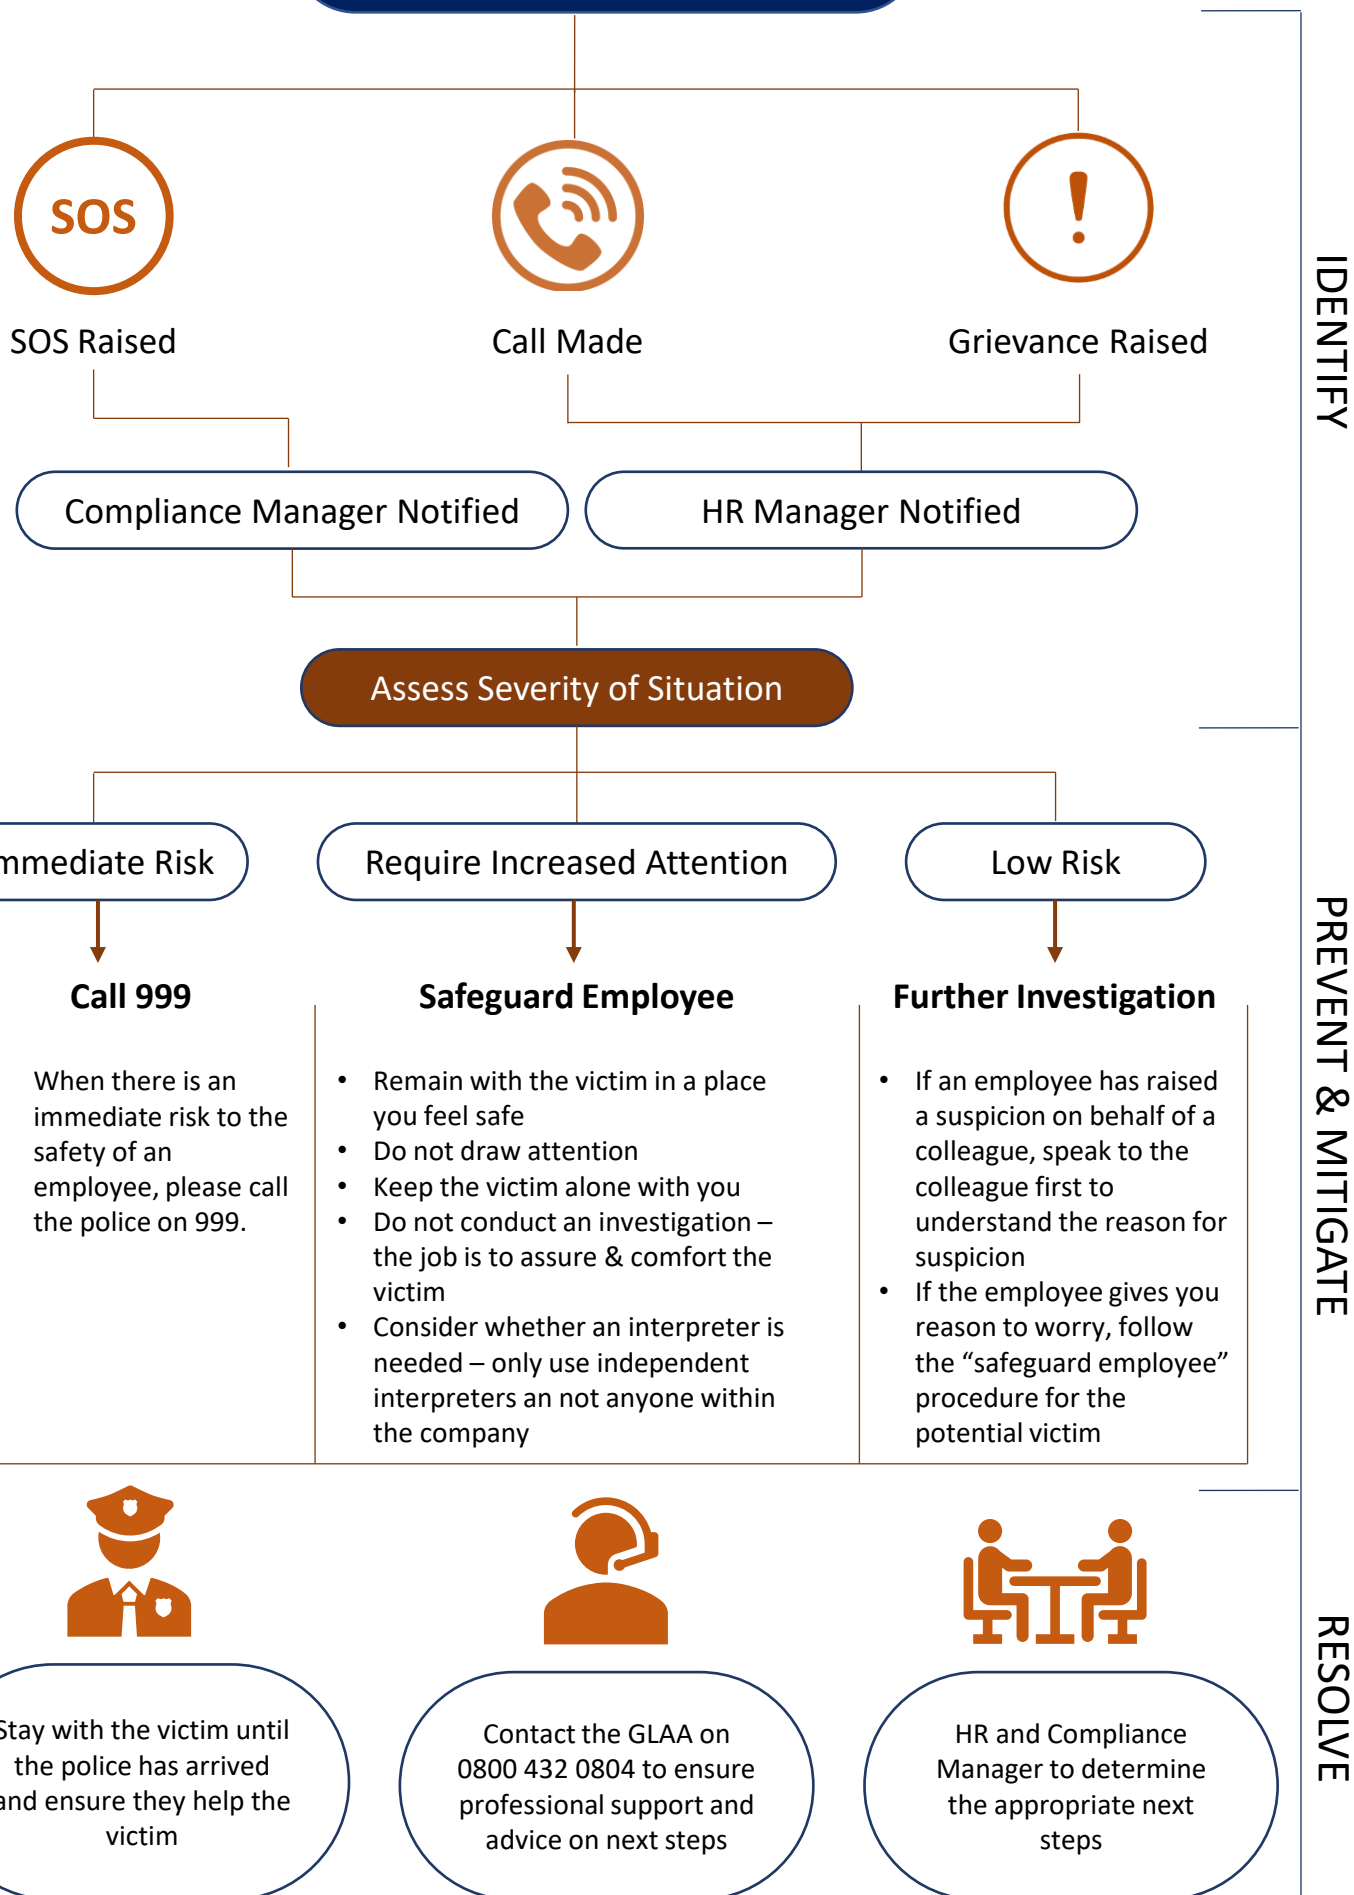 SOS
SOS Raised
Call Made
Grievance Raised
IDENTIFY
Compliance Manager Notified
HR Manager Notified
Assess Severity of Situation
mmediate Risk
Require Increased Attention
Low Risk
PREVENT & MITIGATE
Call 999
When there is an
immediate risk to the
safety of an
employee, please call
the police on 999.
Safeguard Employee
• Remain with the victim in a place
you feel safe
• Do not draw attention
• Keep the victim alone with you
• Do not conduct an investigation –
the job is to assure & comfort the
victim
• Consider whether an interpreter is
needed – only use independent
interpreters an not anyone within
the company
Further Investigation
• If an employee has raised
a suspicion on behalf of a
colleague, speak to the
colleague first to
understand the reason for
suspicion
• If the employee gives you
reason to worry, follow
the “safeguard employee”
procedure for the
potential victim
RESOLVE
Stay with the victim until
the police has arrived
and ensure they help the
victim
Contact the GLAA on
0800 432 0804 to ensure
professional support and
advice on next steps
HR and Compliance
Manager to determine
the appropriate next
steps